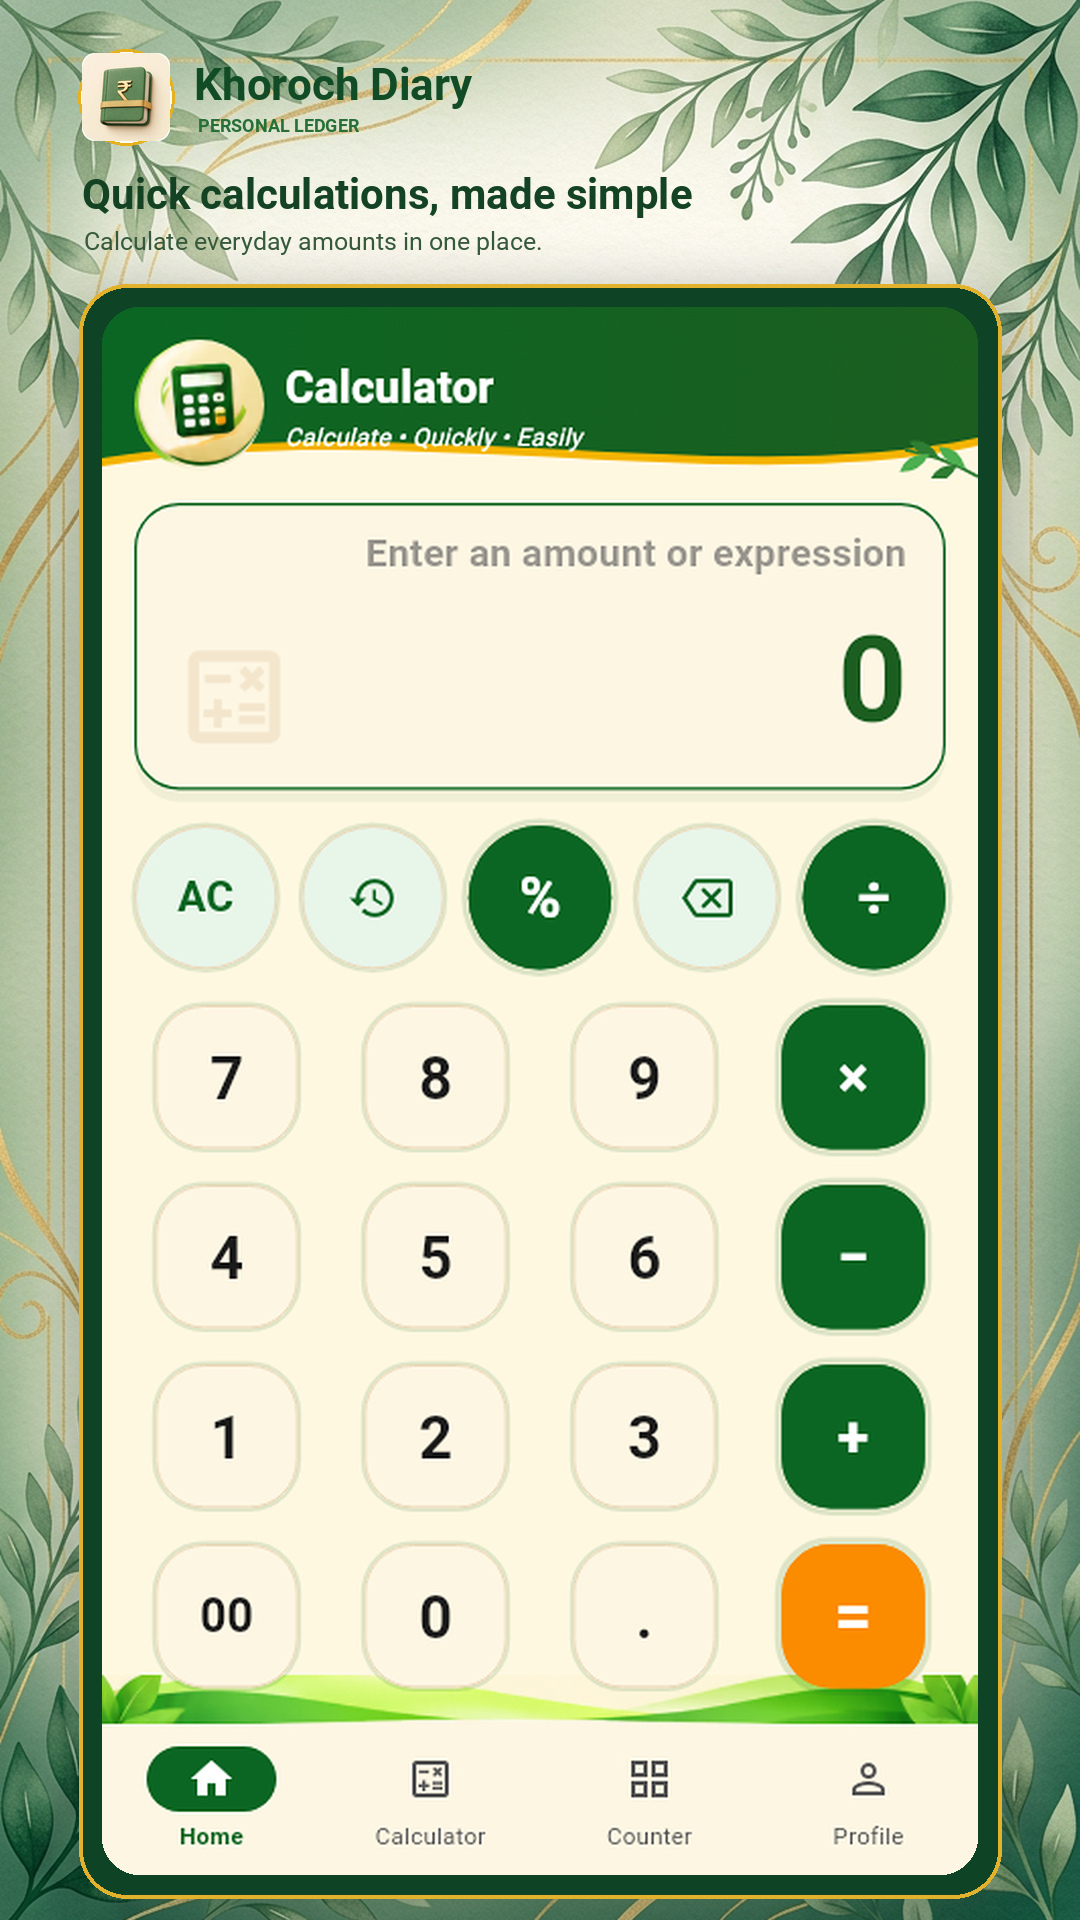 Khoroch Diary
PERSONAL LEDGER
Quick calculations, made simple
Calculate everyday amounts in one place.
Calculator
Calculate • Quickly • Easily
Enter an amount or expression
0
AC % ÷
7 8 9 ×
4 5 6 −
1 2 3 +
00 0 . =
Home Calculator Counter Profile